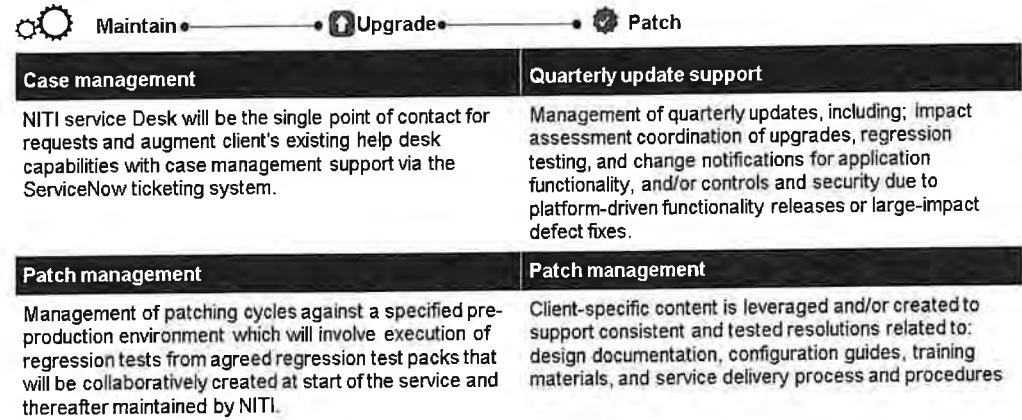 Maintain Upgrade Patch
Case management
NITI service Desk will be the single point of contact for
requests and augment client's existing help desk
capabilities with case management support via the
ServiceNow ticketing system.
Quarterly update support
Management of quarterly updates, including; impact
assessment coordination of upgrades, regression
testing, and change notifications for application
functionality, and/or controls and security due to
platform-driven functionality releases or large-impact
defect fixes.
Patch management
Management of patching cycles against a specified pre-
production environment which will involve execution of
regression tests from agreed regression test packs that
will be collaboratively created at start of the service and
thereafter maintained by NITI.
Patch management
Client-specific content is leveraged and/or created to
support consistent and tested resolutions related to:
design documentation, configuration guides, training
materials, and service delivery process and procedures